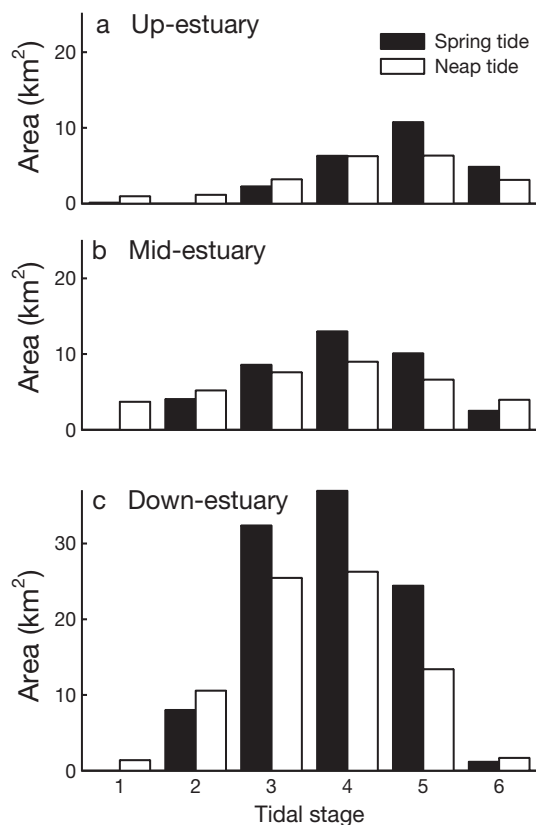 a Up-estuary
Spring tide
Neap tide
Area (km²)
20
10
0
b Mid-estuary
Area (km²)
20
10
0
c Down-estuary
Area (km²)
30
20
10
0
1 2 3 4 5 6
Tidal stage